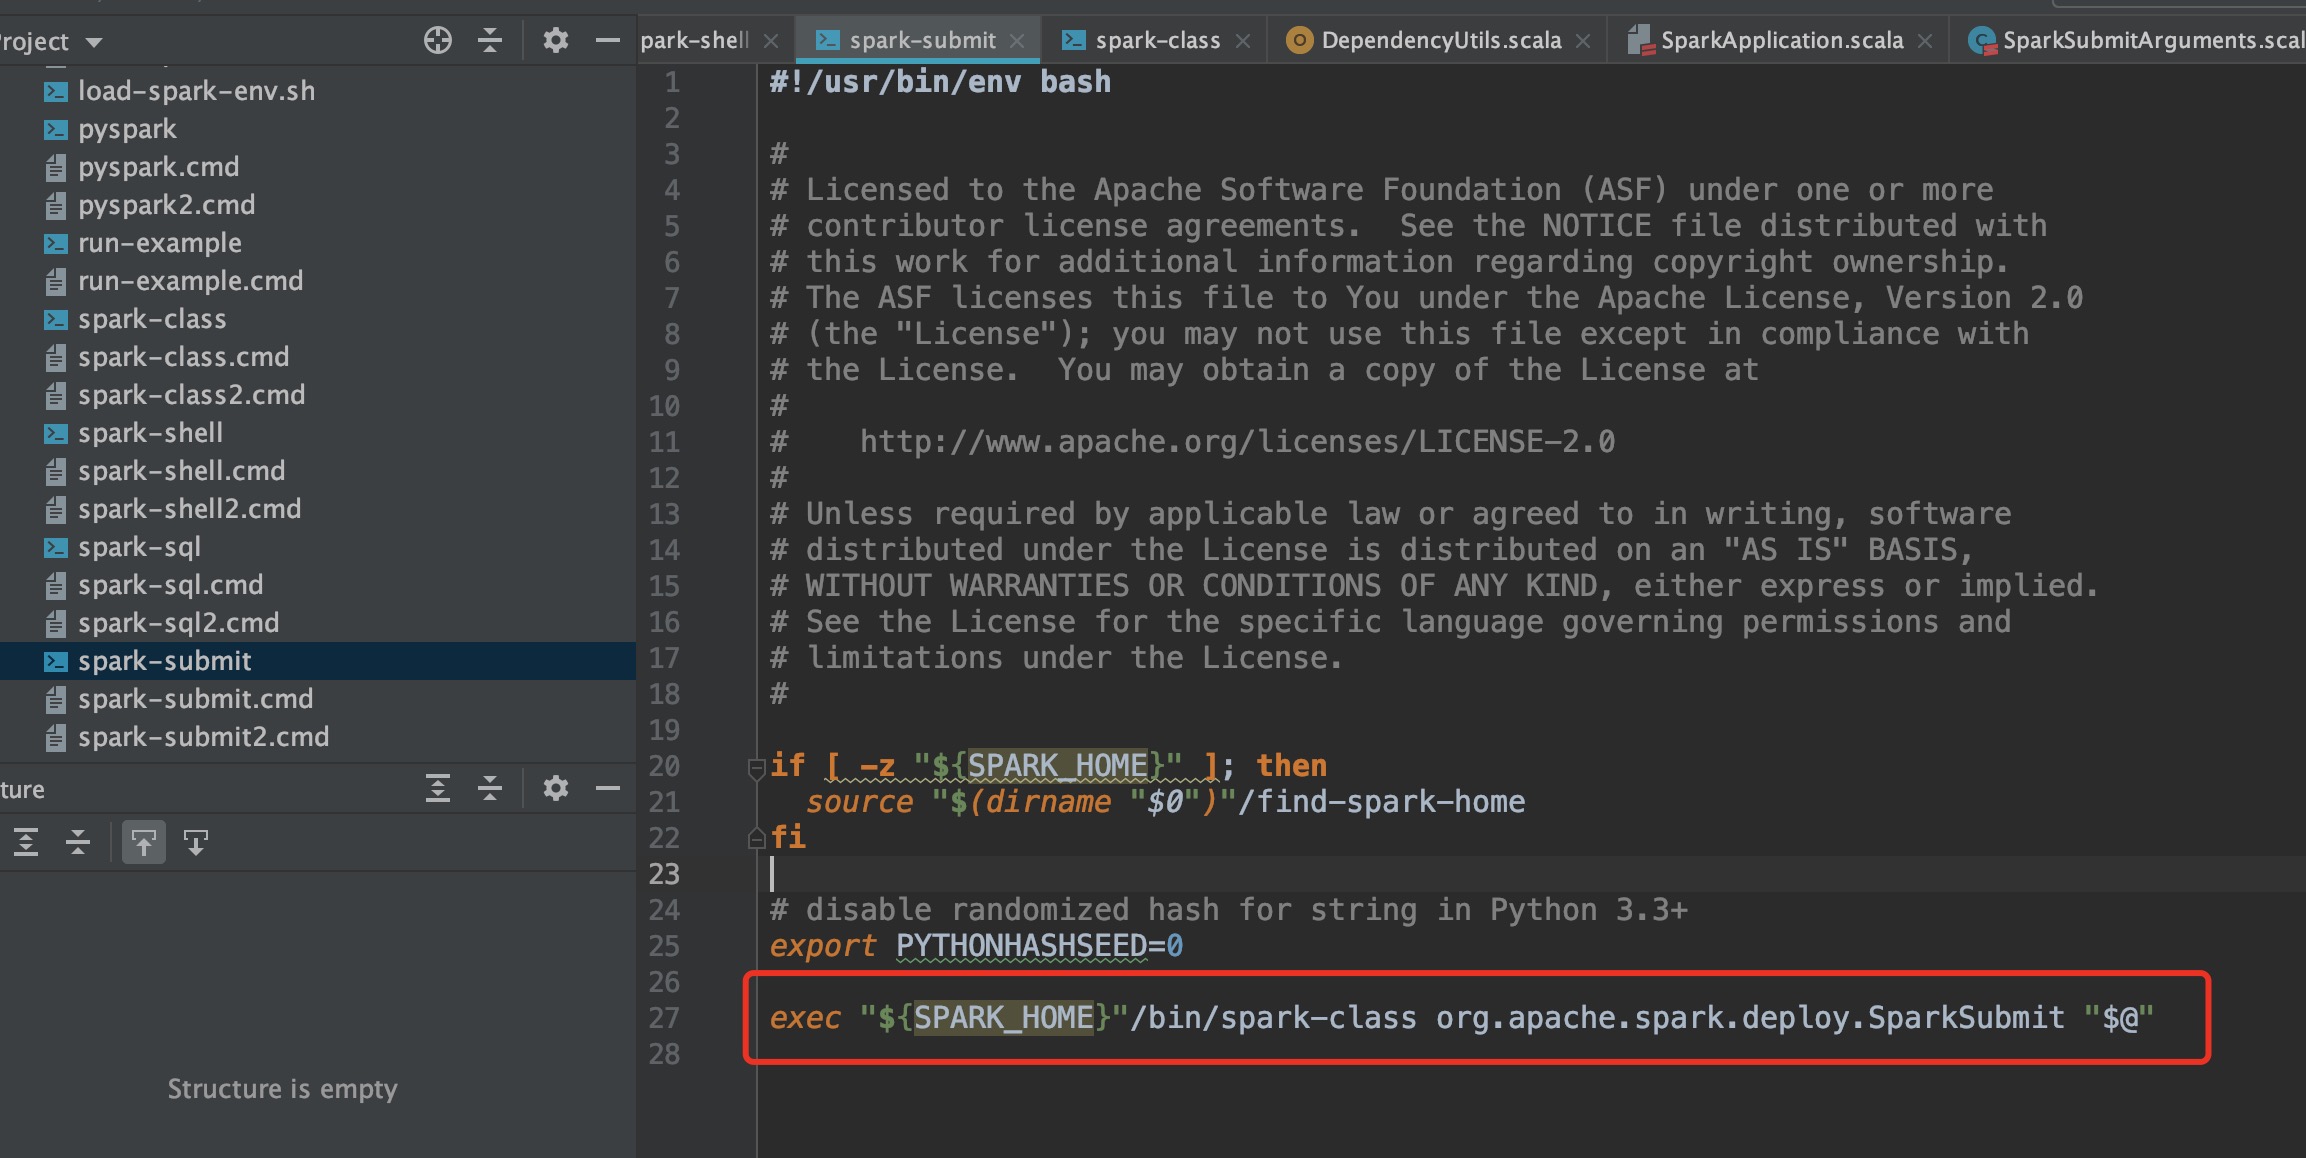 roject
load-spark-env.sh
pyspark
pyspark.cmd
pyspark2.cmd
run-example
run-example.cmd
spark-class
spark-class.cmd
spark-class2.cmd
spark-shell
spark-shell.cmd
spark-shell2.cmd
spark-sql
spark-sql.cmd
spark-sql2.cmd
spark-submit
spark-submit.cmd
spark-submit2.cmd
ture
Structure is empty
park-shell spark-submit spark-class DependencyUtils.scala SparkApplication.scala SparkSubmitArguments.scal
1 #!/usr/bin/env bash
2
3 #
4 # Licensed to the Apache Software Foundation (ASF) under one or more
5 # contributor license agreements.  See the NOTICE file distributed with
6 # this work for additional information regarding copyright ownership.
7 # The ASF licenses this file to You under the Apache License, Version 2.0
8 # (the "License"); you may not use this file except in compliance with
9 # the License.  You may obtain a copy of the License at
10 #
11 #    http://www.apache.org/licenses/LICENSE-2.0
12 #
13 # Unless required by applicable law or agreed to in writing, software
14 # distributed under the License is distributed on an "AS IS" BASIS,
15 # WITHOUT WARRANTIES OR CONDITIONS OF ANY KIND, either express or implied.
16 # See the License for the specific language governing permissions and
17 # limitations under the License.
18 #
19
20 if [ -z "${SPARK_HOME}" ]; then
21   source "$(dirname "$0")"/find-spark-home
22 fi
23
24 # disable randomized hash for string in Python 3.3+
25 export PYTHONHASHSEED=0
26
27 exec "${SPARK_HOME}"/bin/spark-class org.apache.spark.deploy.SparkSubmit "$@"
28